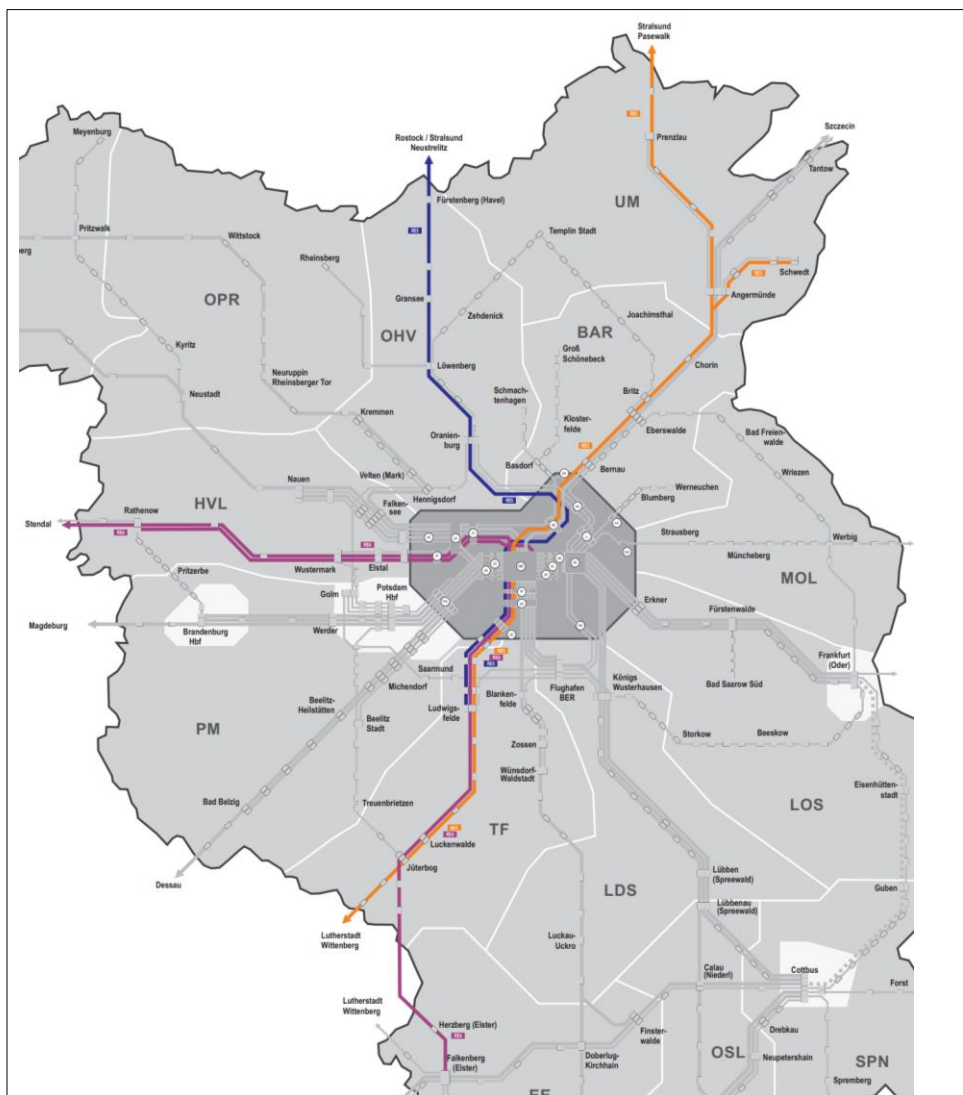 Stralsund
Pasewalk
Meyenburg
Rostock / Stralsund
Neustrelitz
RE3
Szczecin
Prenzlau
Tantow
Fürstenberg (Havel)
UM
Pritzwalk
Wittstock
Templin Stadt
erg
Rheinsberg
Schwedt
Angermünde
OPR
Gransee
Zehdenick
Joachimsthal
OHV
BAR
Kyritz
Groß
Schönebeck
Löwenberg
Chorin
Neuruppin
Rheinsberger Tor
Schmach-
tenhagen
Neustadt
Britz
Kremmen
Kloster-
felde
Eberswalde
Oranien-
burg
Bad Freien-
walde
Basdorf
Bernau
Velten (Mark)
Wriezen
Nauen
Hennigsdorf
Werneuchen
Falken-
see
Blumberg
HVL
Rathenow
Stendal
Strausberg
Werbig
Müncheberg
Wustermark
Elstal
Pritzerbe
MOL
Golm
Potsdam
Hbf
Erkner
Fürstenwalde
Magdeburg
Brandenburg
Hbf
Werder
Frankfurt
(Oder)
Saarmund
Michendorf
Flughafen
BER
Königs
Wusterhausen
Bad Saarow Süd
Beelitz-
Heilstätten
Ludwigs-
felde
Blanken-
felde
PM
Beelitz
Stadt
Storkow
Beeskow
Zossen
Wünsdorf-
Waldstadt
Eisenhütten-
stadt
Bad Belzig
Treuenbrietzen
LOS
TF
Luckenwalde
Jüterbog
Dessau
Lübben
(Spreewald)
LDS
Guben
Lübbenau
(Spreewald)
Lutherstadt
Wittenberg
Luckau-
Uckro
Calau
(Niederl)
Cottbus
Forst
Lutherstadt
Wittenberg
Herzberg (Elster)
Finster-
walde
Drebkau
Falkenberg
(Elster)
Doberlug-
Kirchhain
OSL
Neupetershain
SPN
Spremberg
EE